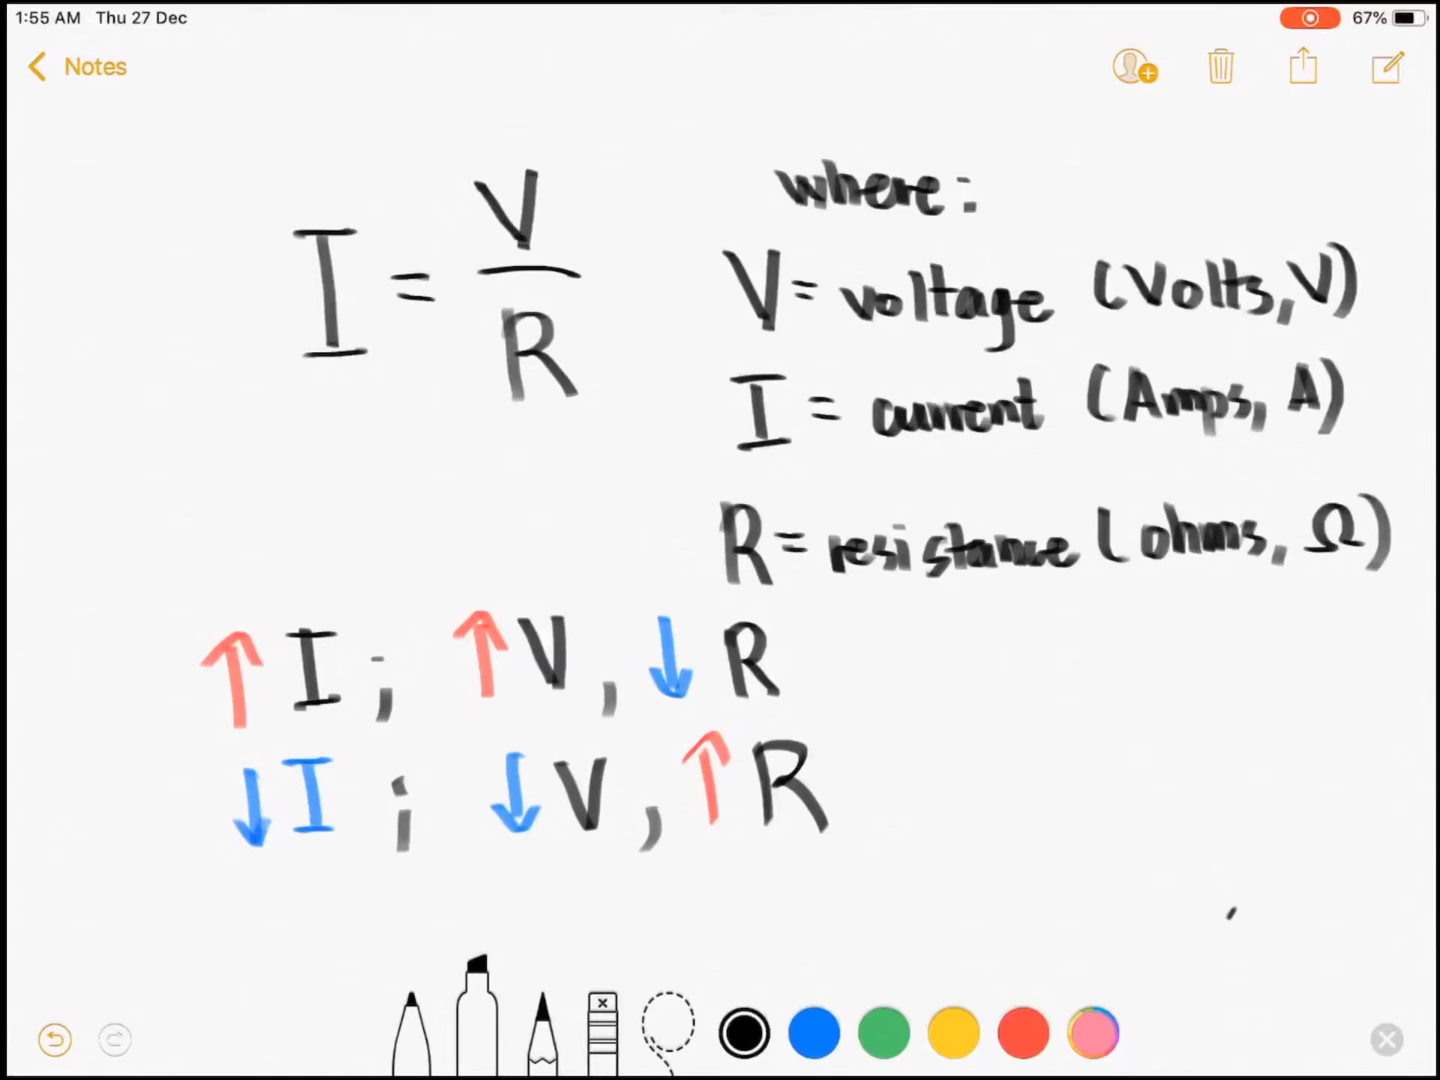 1:55 AM Thu 27 Dec 67%
Notes
I = V/R
where:
V = voltage (Volts, V)
I = current (Amps, A)
R = resistance (ohms, Ω)
↑ I ; ↑ V , ↓ R
↓ I ; ↓ V , ↑ R